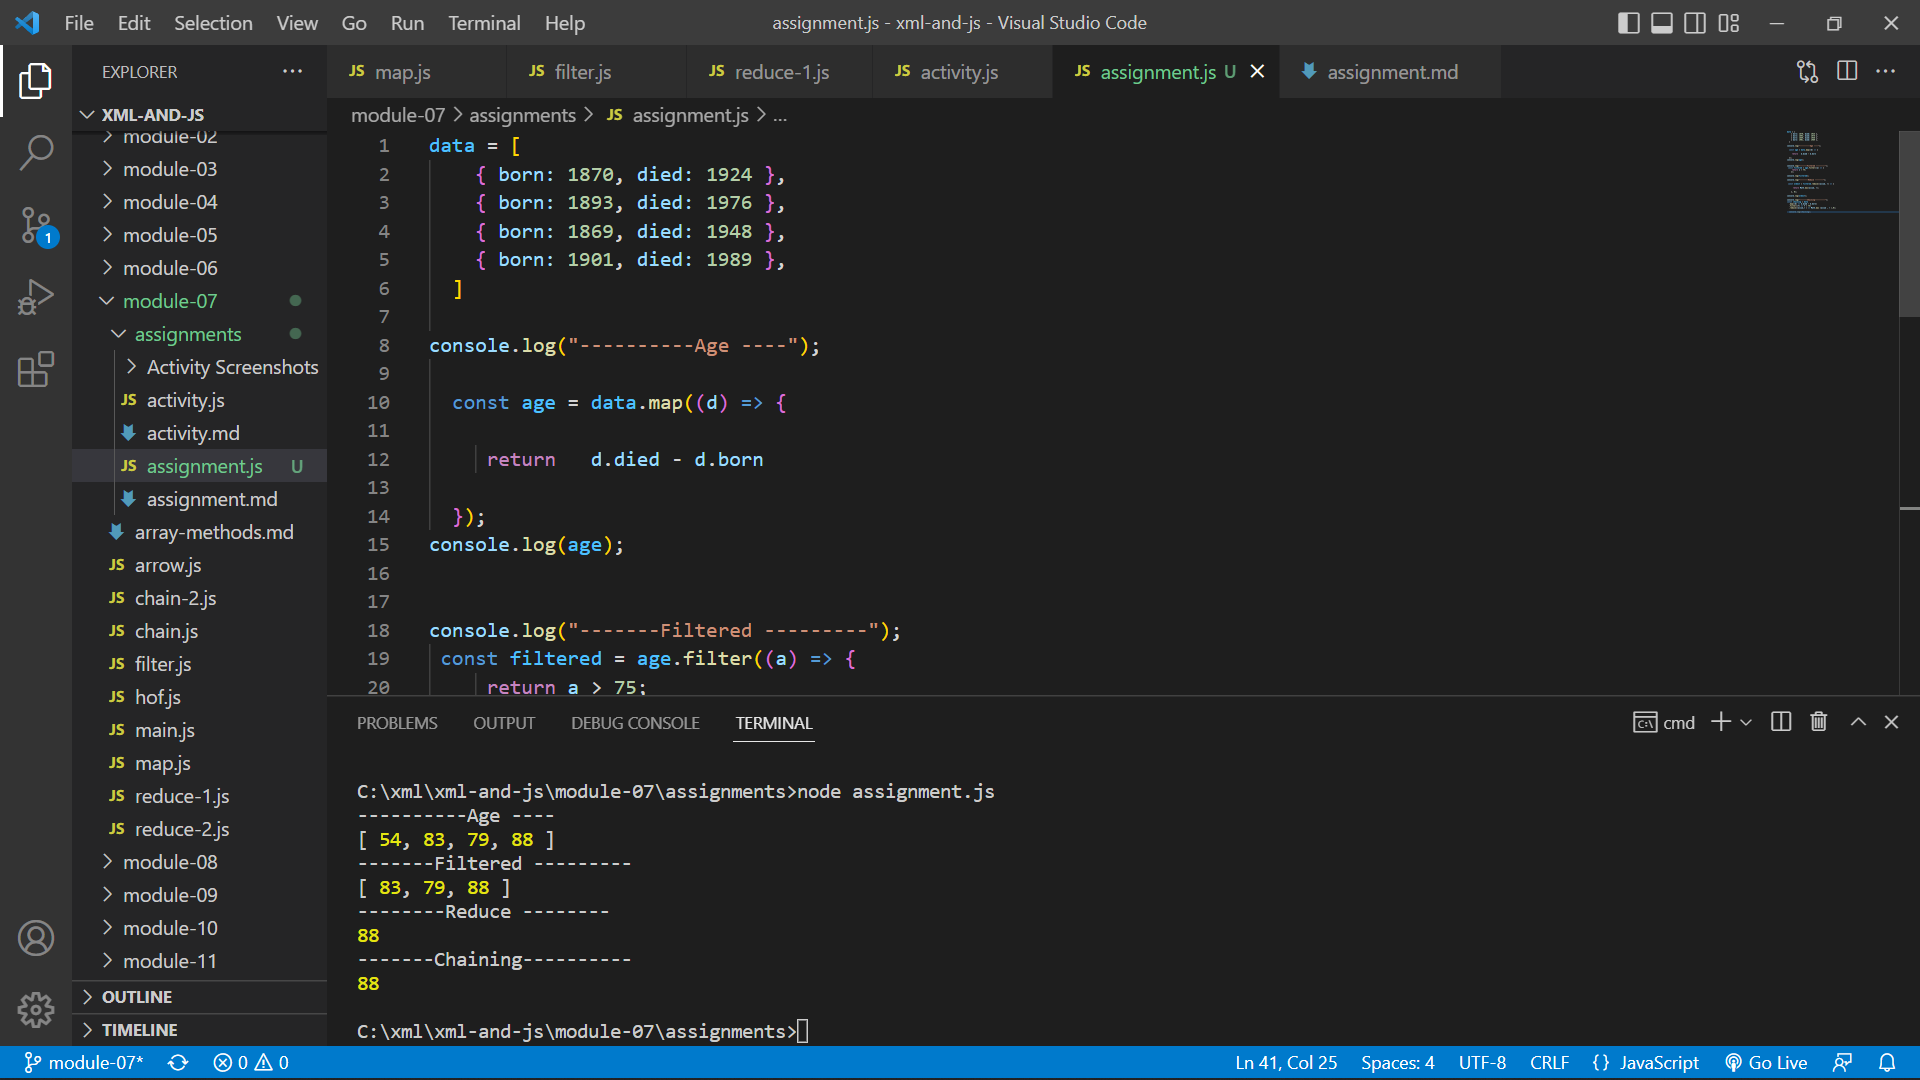 File Edit Selection View Go Run Terminal Help assignment.js - xml-and-js - Visual Studio Code
EXPLORER
JS map.js JS filter.js JS reduce-1.js JS activity.js JS assignment.js U assignment.md
XML-AND-JS
module-02
module-03
module-04
module-05
module-06
module-07
assignments
Activity Screenshots
JS activity.js
activity.md
JS assignment.js U
assignment.md
array-methods.md
JS arrow.js
JS chain-2.js
JS chain.js
JS filter.js
JS hof.js
JS main.js
JS map.js
JS reduce-1.js
JS reduce-2.js
module-08
module-09
module-10
module-11
OUTLINE
TIMELINE
1
module-07 > assignments > JS assignment.js > ...
1 data = [
2 { born: 1870, died: 1924 },
3 { born: 1893, died: 1976 },
4 { born: 1869, died: 1948 },
5 { born: 1901, died: 1989 },
6 ]
7
8 console.log("----------Age ----");
9
10 const age = data.map((d) => {
11
12 return   d.died - d.born
13
14 });
15 console.log(age);
16
17
18 console.log("-------Filtered ---------");
19 const filtered = age.filter((a) => {
20 return a > 75;
PROBLEMS OUTPUT DEBUG CONSOLE TERMINAL cmd
C:\xml\xml-and-js\module-07\assignments>node assignment.js
----------Age ----
[ 54, 83, 79, 88 ]
-------Filtered ---------
[ 83, 79, 88 ]
--------Reduce --------
88
-------Chaining----------
88
C:\xml\xml-and-js\module-07\assignments>
module-07* 0 0 Ln 41, Col 25 Spaces: 4 UTF-8 CRLF {} JavaScript Go Live